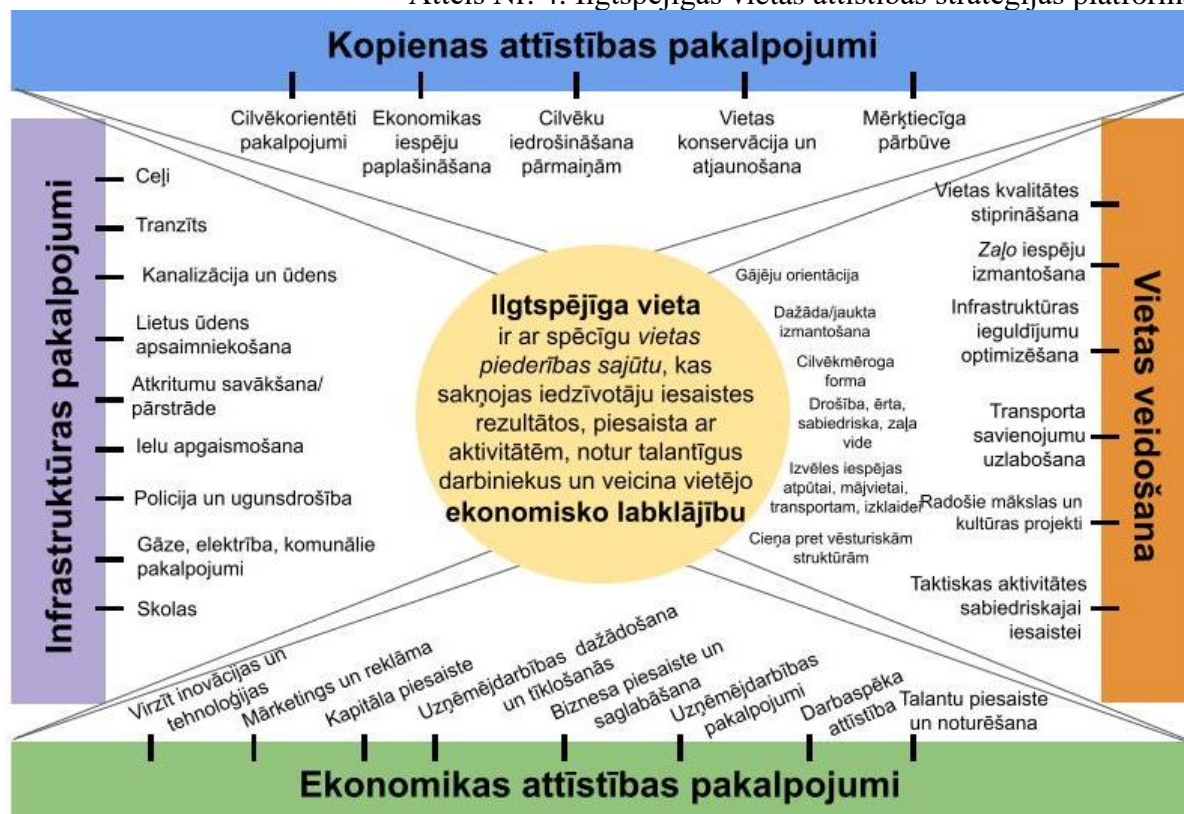 Attēls Nr. 4. Ilgtspējīgas vietas attīstības stratēģijas platforma
Kopienas attīstības pakalpojumi
Cilvēkorientēti
pakalpojumi
Ekonomikas
iespēju
paplašināšana
Cilvēku
iedrošināšana
pārmaiņām
Vietas
konservācija un
atjaunošana
Mērķtiecīga
pārbūve
Infrastruktūras pakalpojumi
Ceļi
Tranzīts
Kanalizācija un ūdens
Lietus ūdens
apsaimniekošana
Atkritumu savākšana/
pārstrāde
Ielu apgaismošana
Policija un ugunsdrošība
Gāze, elektrība, komunālie
pakalpojumi
Skolas
Ilgtspējīga vieta
ir ar spēcīgu vietas
piederības sajūtu, kas
sakņojas iedzīvotāju iesaistes
rezultātos, piesaista ar
aktivitātēm, notur talantīgus
darbiniekus un veicina vietējo
ekonomisko labklājību
Gājēju orientācija
Dažāda/jaukta
izmantošana
Cilvēkmēroga
forma
Drošība, ērta,
sabiedriska, zaļa
vide
Izvēles iespējas
atpūtai, mājvietai,
transportam, izklaidei
Cieņa pret vēsturiskām
struktūrām
Vietas kvalitātes
stiprināšana
Zaļo iespēju
izmantošana
Infrastruktūras
ieguldījumu
optimizēšana
Transporta
savienojumu
uzlabošana
Radošie mākslas un
kultūras projekti
Taktiskas aktivitātes
sabiedriskajai
iesaistei
Vietas veidošana
Virzīt inovācijas un
tehnoloģijas
Mārketings un reklāma
Kapitāla piesaiste
Uzņēmējdarbības dažādošana
un tīklošanās
Biznesa piesaiste un
saglabāšana
Uzņēmējdarbības
pakalpojumi
Darbaspēka
attīstība
Talantu piesaiste
un noturēšana
Ekonomikas attīstības pakalpojumi